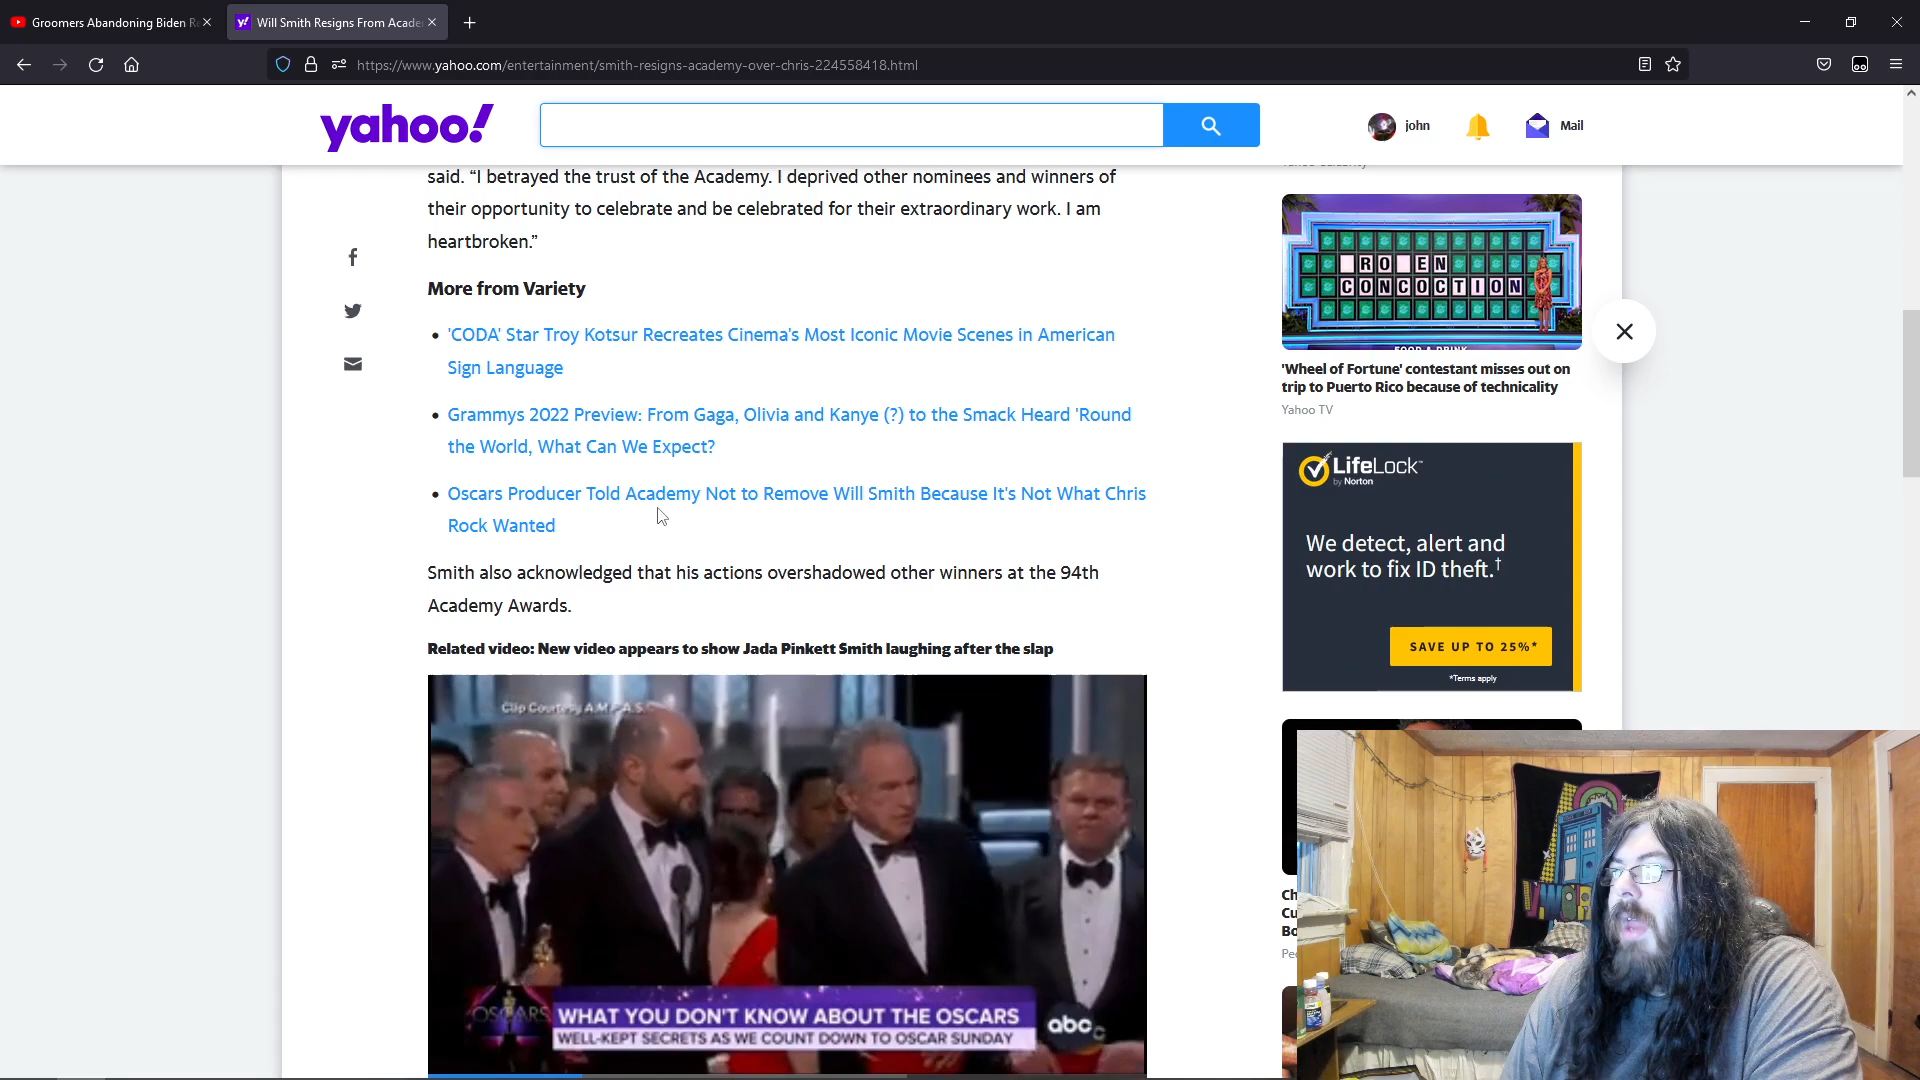 Groomers Abandoning Biden R
Will Smith Resigns From Acade
https://www.yahoo.com/entertainment/smith-resigns-academy-over-chris-224558418.html
yahoo!
john
Mail
said. “I betrayed the trust of the Academy. I deprived other nominees and winners of
their opportunity to celebrate and be celebrated for their extraordinary work. I am
heartbroken.”
More from Variety
'CODA' Star Troy Kotsur Recreates Cinema's Most Iconic Movie Scenes in American
Sign Language
Grammys 2022 Preview: From Gaga, Olivia and Kanye (?) to the Smack Heard 'Round
the World, What Can We Expect?
Oscars Producer Told Academy Not to Remove Will Smith Because It's Not What Chris
Rock Wanted
Smith also acknowledged that his actions overshadowed other winners at the 94th
Academy Awards.
Related video: New video appears to show Jada Pinkett Smith laughing after the slap
Clip Courtesy A.M.P.A.S.
OSCARS
WHAT YOU DON'T KNOW ABOUT THE OSCARS
WELL-KEPT SECRETS AS WE COUNT DOWN TO OSCAR SUNDAY
abc
RO EN
CONCOCTION
FOOD & DRINK
'Wheel of Fortune' contestant misses out on
trip to Puerto Rico because of technicality
Yahoo TV
LifeLock™
by Norton
We detect, alert and
work to fix ID theft.†
SAVE UP TO 25%*
*Terms apply
Ch
Cu
Bo
Pe